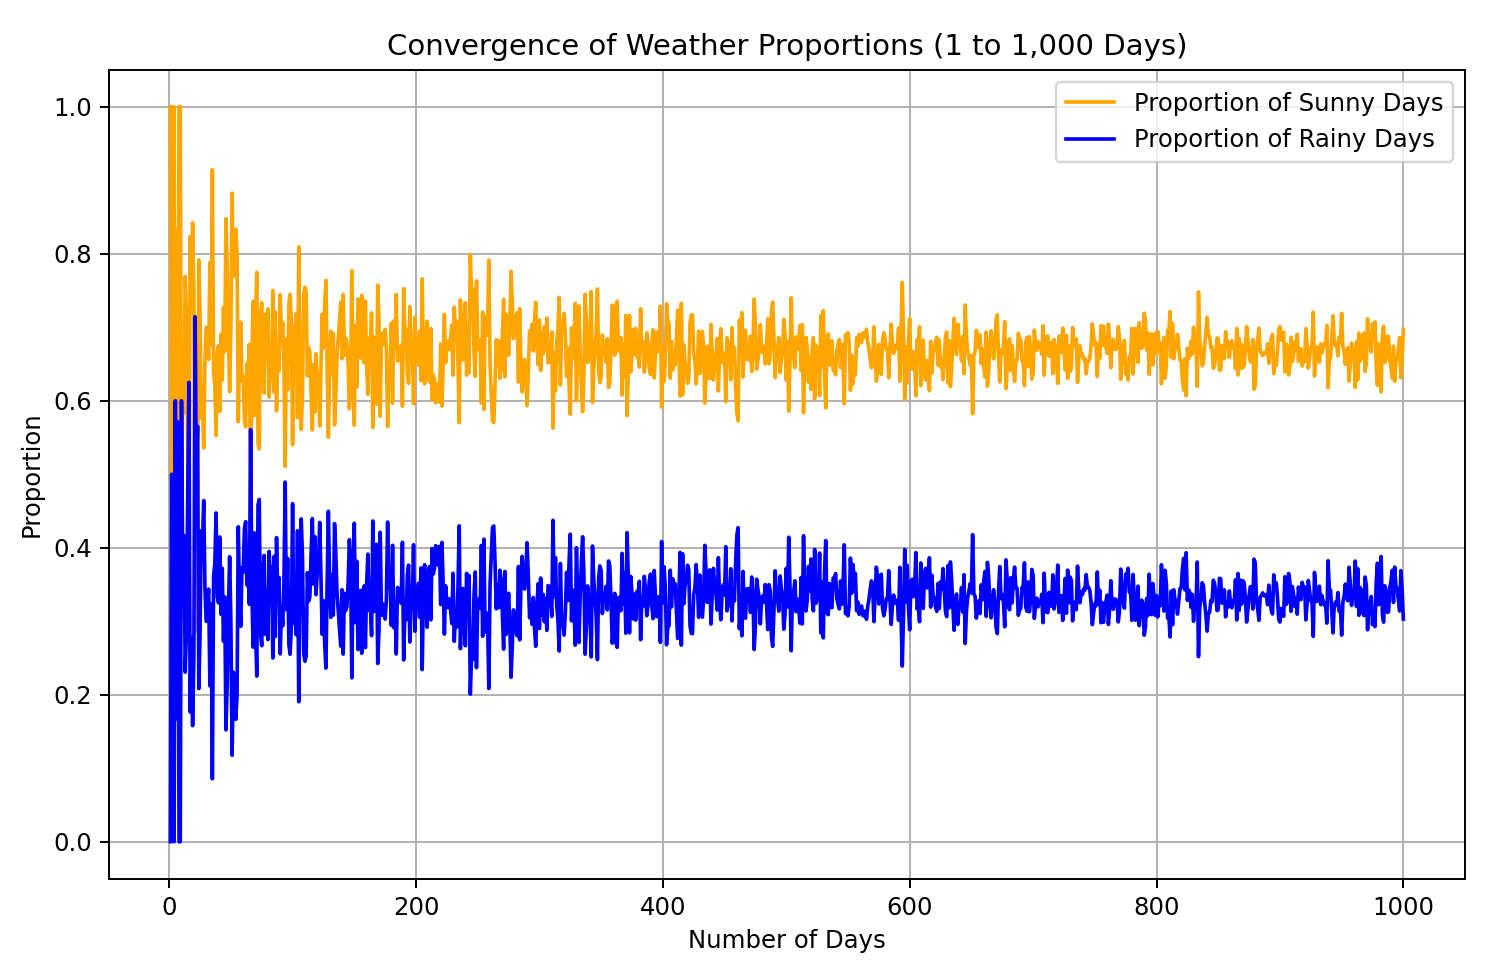 Convergence of Weather Proportions (1 to 1,000 Days)
Proportion of Sunny Days
Proportion of Rainy Days
1.0
0.8
0.6
0.4
0.2
0.0
Proportion
0 200 400 600 800 1000
Number of Days